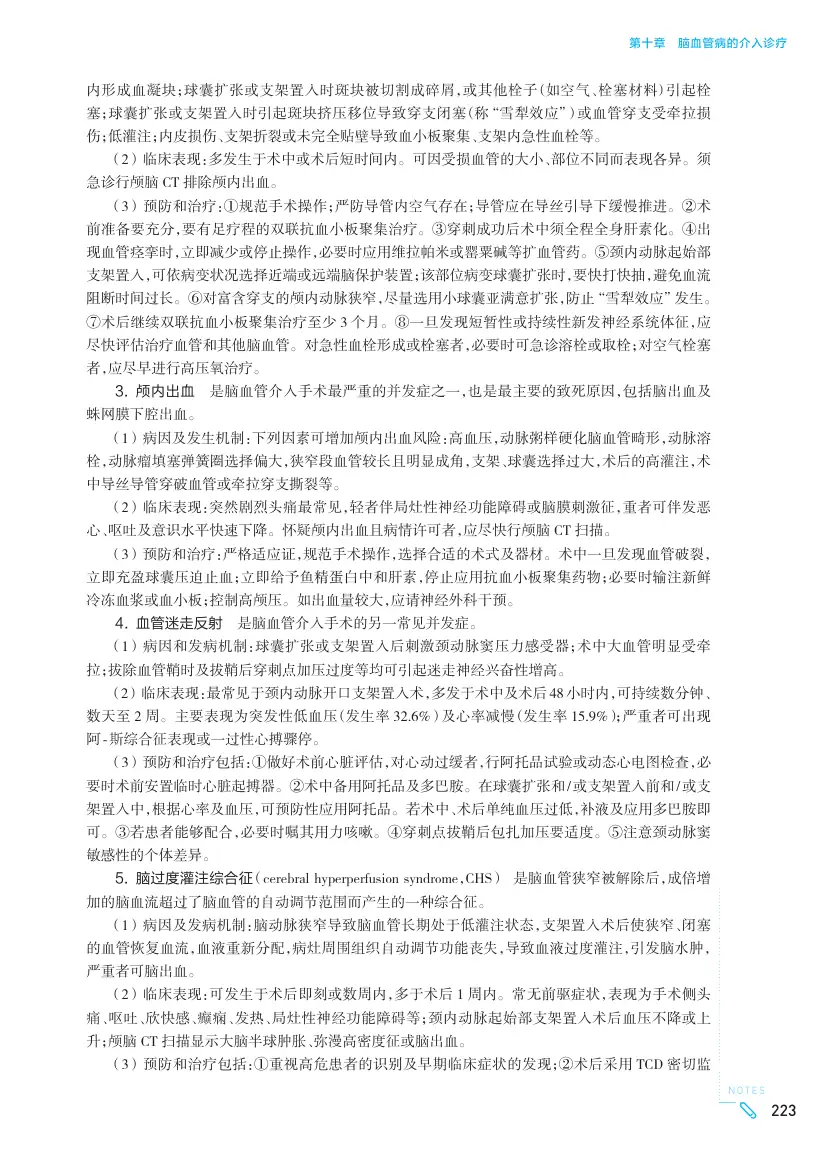 第十章　脑血管病的介入诊疗
内形成血凝块；球囊扩张或支架置入时斑块被切割成碎屑，或其他栓子（如空气、栓塞材料）引起栓
塞；球囊扩张或支架置入时引起斑块挤压移位导致穿支闭塞（称“雪犁效应”）或血管穿支受牵拉损
伤；低灌注；内皮损伤、支架折裂或未完全贴壁导致血小板聚集、支架内急性血栓等。
（2）临床表现：多发生于术中或术后短时间内。可因受损血管的大小、部位不同而表现各异。须
急诊行颅脑 CT 排除颅内出血。
（3）预防和治疗：①规范手术操作；严防导管内空气存在；导管应在导丝引导下缓慢推进。②术
前准备要充分，要有足疗程的双联抗血小板聚集治疗。③穿刺成功后术中须全程全身肝素化。④出
现血管痉挛时，立即减少或停止操作，必要时应用维拉帕米或罂粟碱等扩血管药。⑤颈内动脉起始部
支架置入，可依病变状况选择近端或远端脑保护装置；该部位病变球囊扩张时，要快打快抽，避免血流
阻断时间过长。⑥对富含穿支的颅内动脉狭窄，尽量选用小球囊亚满意扩张，防止“雪犁效应”发生。
⑦术后继续双联抗血小板聚集治疗至少 3 个月。⑧一旦发现短暂性或持续性新发神经系统体征，应
尽快评估治疗血管和其他脑血管。对急性血栓形成或栓塞者，必要时可急诊溶栓或取栓；对空气栓塞
者，应尽早进行高压氧治疗。
3. 颅内出血　是脑血管介入手术最严重的并发症之一，也是最主要的致死原因，包括脑出血及
蛛网膜下腔出血。
（1）病因及发生机制：下列因素可增加颅内出血风险：高血压，动脉粥样硬化脑血管畸形，动脉溶
栓，动脉瘤填塞弹簧圈选择偏大，狭窄段血管较长且明显成角，支架、球囊选择过大，术后的高灌注，术
中导丝导管穿破血管或牵拉穿支撕裂等。
（2）临床表现：突然剧烈头痛最常见，轻者伴局灶性神经功能障碍或脑膜刺激征，重者可伴发恶
心、呕吐及意识水平快速下降。怀疑颅内出血且病情许可者，应尽快行颅脑 CT 扫描。
（3）预防和治疗：严格适应证，规范手术操作，选择合适的术式及器材。术中一旦发现血管破裂，
立即充盈球囊压迫止血；立即给予鱼精蛋白中和肝素，停止应用抗血小板聚集药物；必要时输注新鲜
冷冻血浆或血小板；控制高颅压。如出血量较大，应请神经外科干预。
4. 血管迷走反射　是脑血管介入手术的另一常见并发症。
（1）病因和发病机制：球囊扩张或支架置入后刺激颈动脉窦压力感受器；术中大血管明显受牵
拉；拔除血管鞘时及拔鞘后穿刺点加压过度等均可引起迷走神经兴奋性增高。
（2）临床表现：最常见于颈内动脉开口支架置入术，多发于术中及术后 48 小时内，可持续数分钟、
数天至 2 周。主要表现为突发性低血压（发生率 32.6%）及心率减慢（发生率 15.9%）；严重者可出现
阿-斯综合征表现或一过性心搏骤停。
（3）预防和治疗包括：①做好术前心脏评估，对心动过缓者，行阿托品试验或动态心电图检查，必
要时术前安置临时心脏起搏器。②术中备用阿托品及多巴胺。在球囊扩张和/或支架置入前和/或支
架置入中，根据心率及血压，可预防性应用阿托品。若术中、术后单纯血压过低，补液及应用多巴胺即
可。③若患者能够配合，必要时嘱其用力咳嗽。④穿刺点拔鞘后包扎加压要适度。⑤注意颈动脉窦
敏感性的个体差异。
5. 脑过度灌注综合征（cerebral hyperperfusion syndrome，CHS）　是脑血管狭窄被解除后，成倍增
加的脑血流超过了脑血管的自动调节范围而产生的一种综合征。
（1）病因及发病机制：脑动脉狭窄导致脑血管长期处于低灌注状态，支架置入术后使狭窄、闭塞
的血管恢复血流，血液重新分配，病灶周围组织自动调节功能丧失，导致血液过度灌注，引发脑水肿，
严重者可脑出血。
（2）临床表现：可发生于术后即刻或数周内，多于术后 1 周内。常无前驱症状，表现为手术侧头
痛、呕吐、欣快感、癫痫、发热、局灶性神经功能障碍等；颈内动脉起始部支架置入术后血压不降或上
升；颅脑 CT 扫描显示大脑半球肿胀、弥漫高密度征或脑出血。
（3）预防和治疗包括：①重视高危患者的识别及早期临床症状的发现；②术后采用 TCD 密切监
NOTES
223